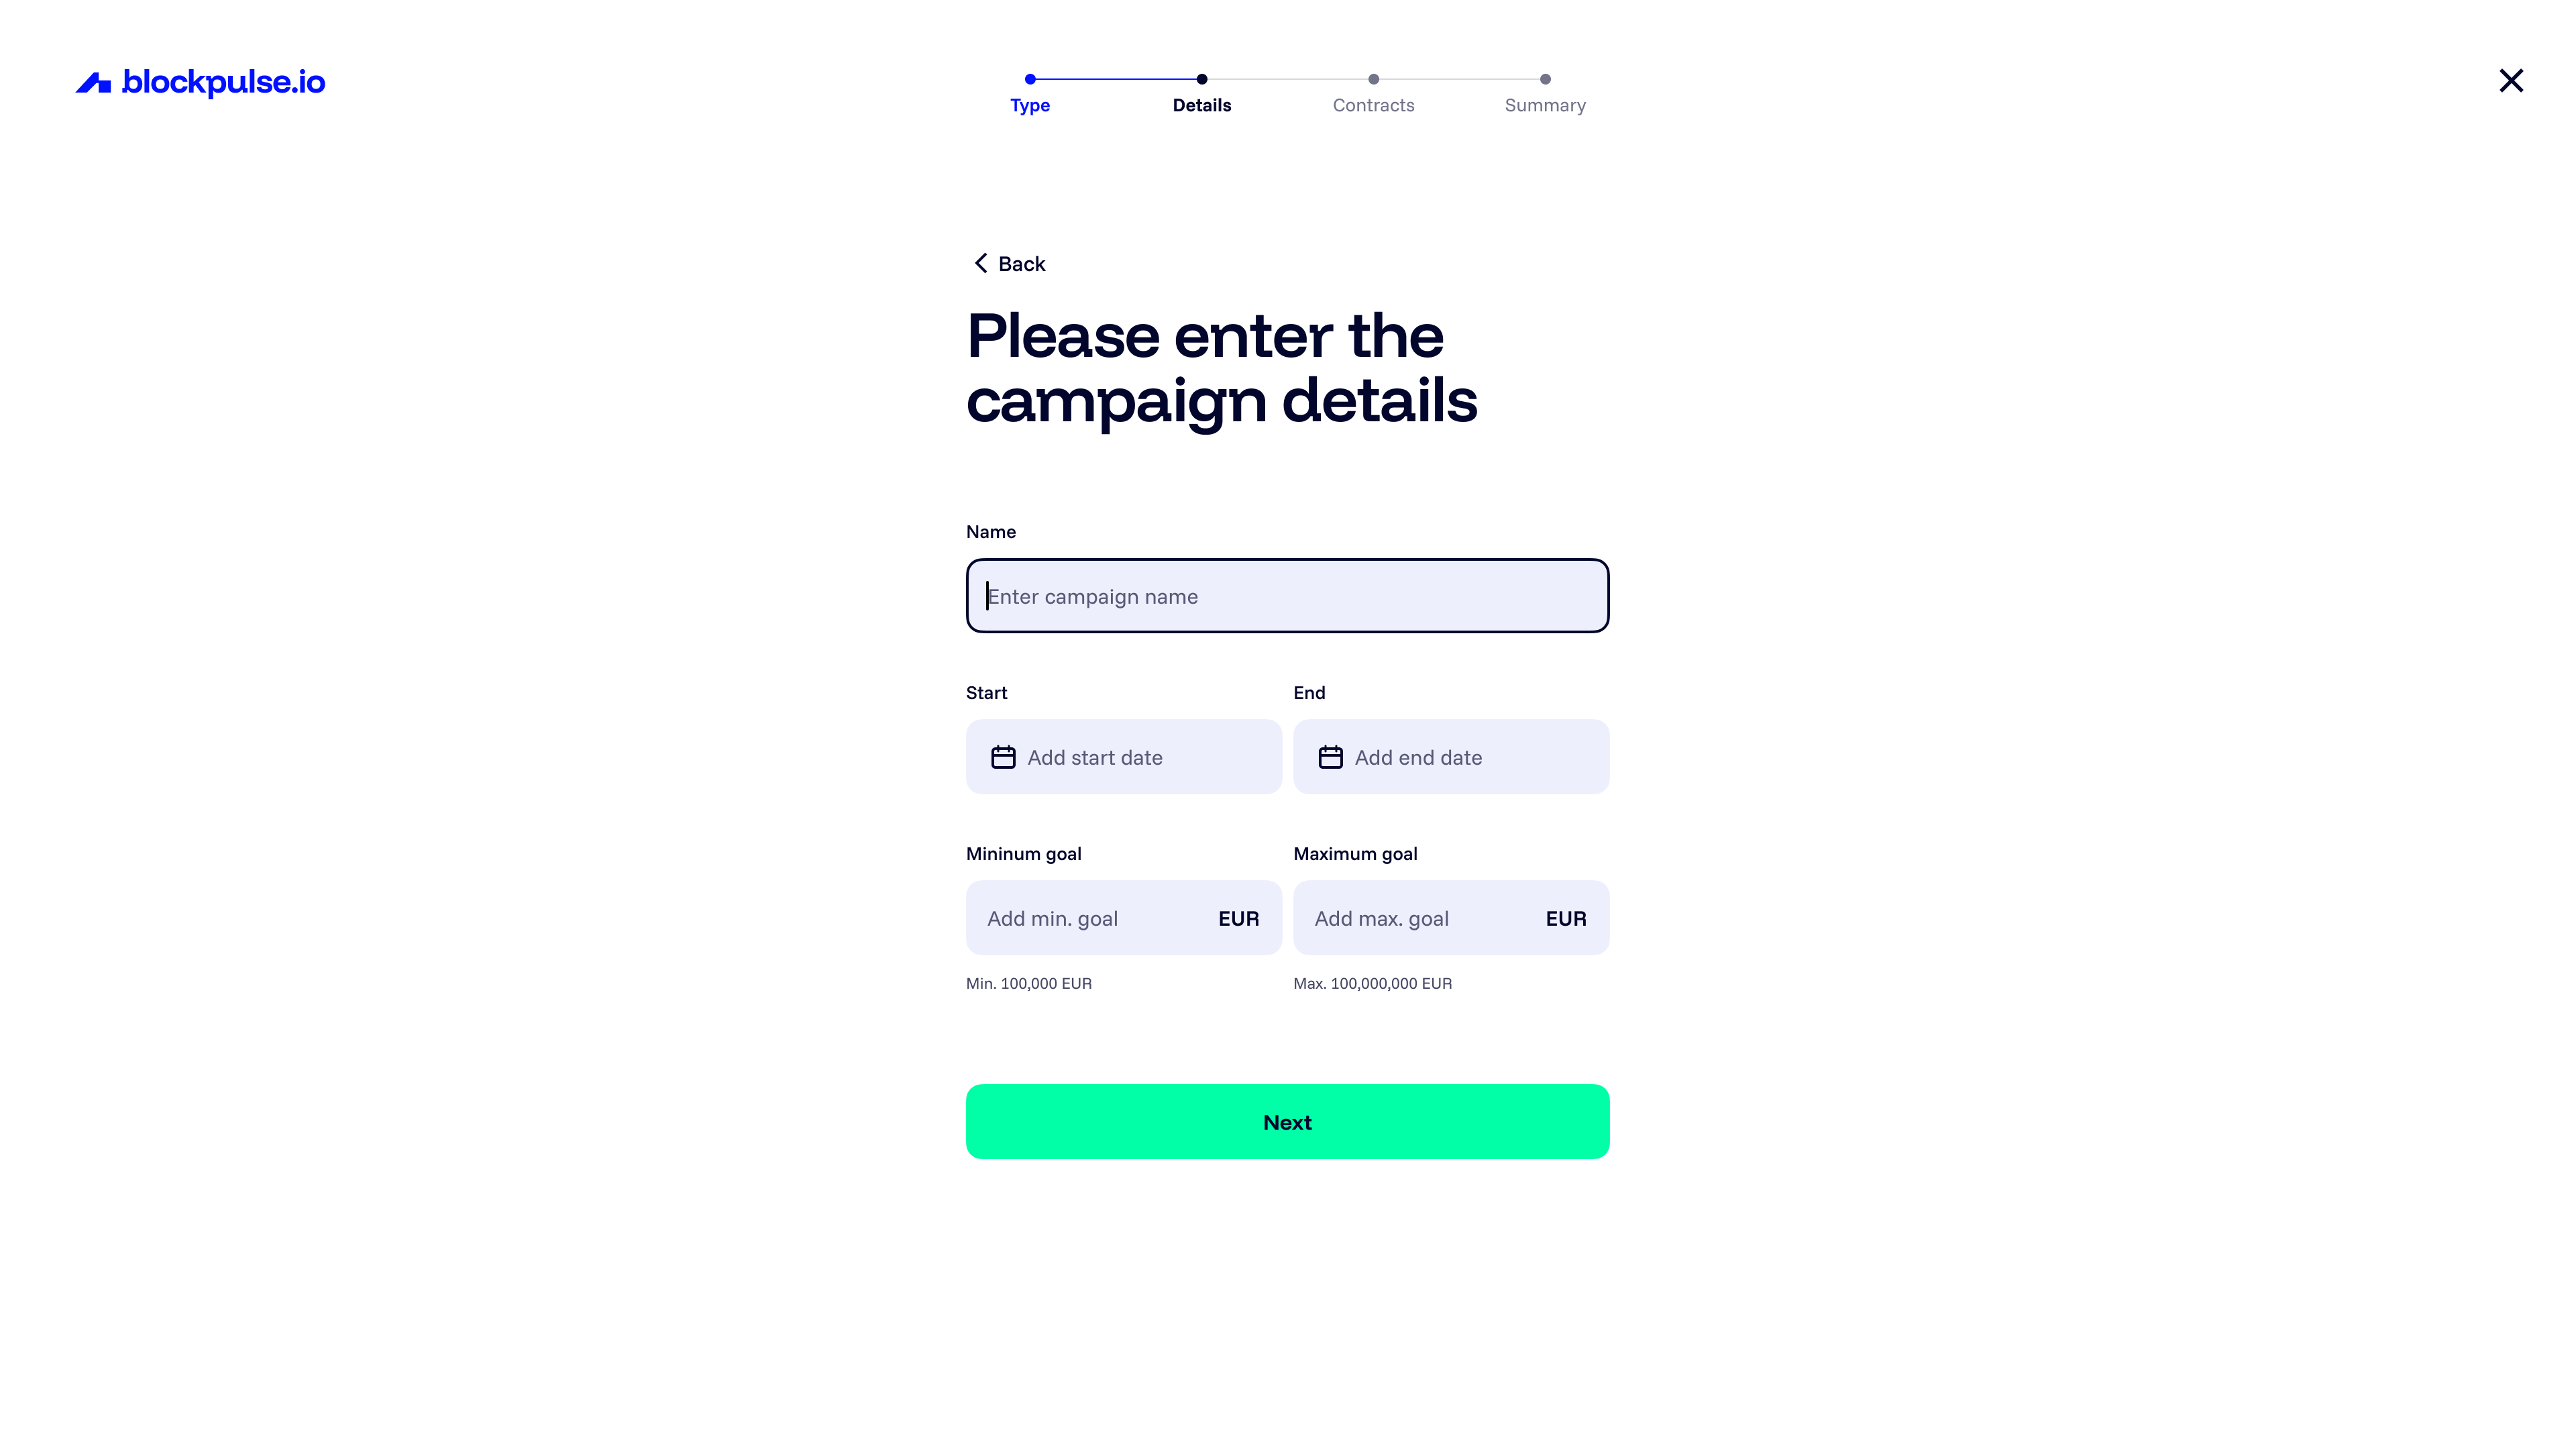 blockpulse.io
Type
Details
Contracts
Summary
Back
Please enter the
campaign details
Name
Enter campaign name
Start
End
Add start date
Add end date
Mininum goal
Maximum goal
Add min. goal
EUR
Add max. goal
EUR
Min. 100,000 EUR
Max. 100,000,000 EUR
Next